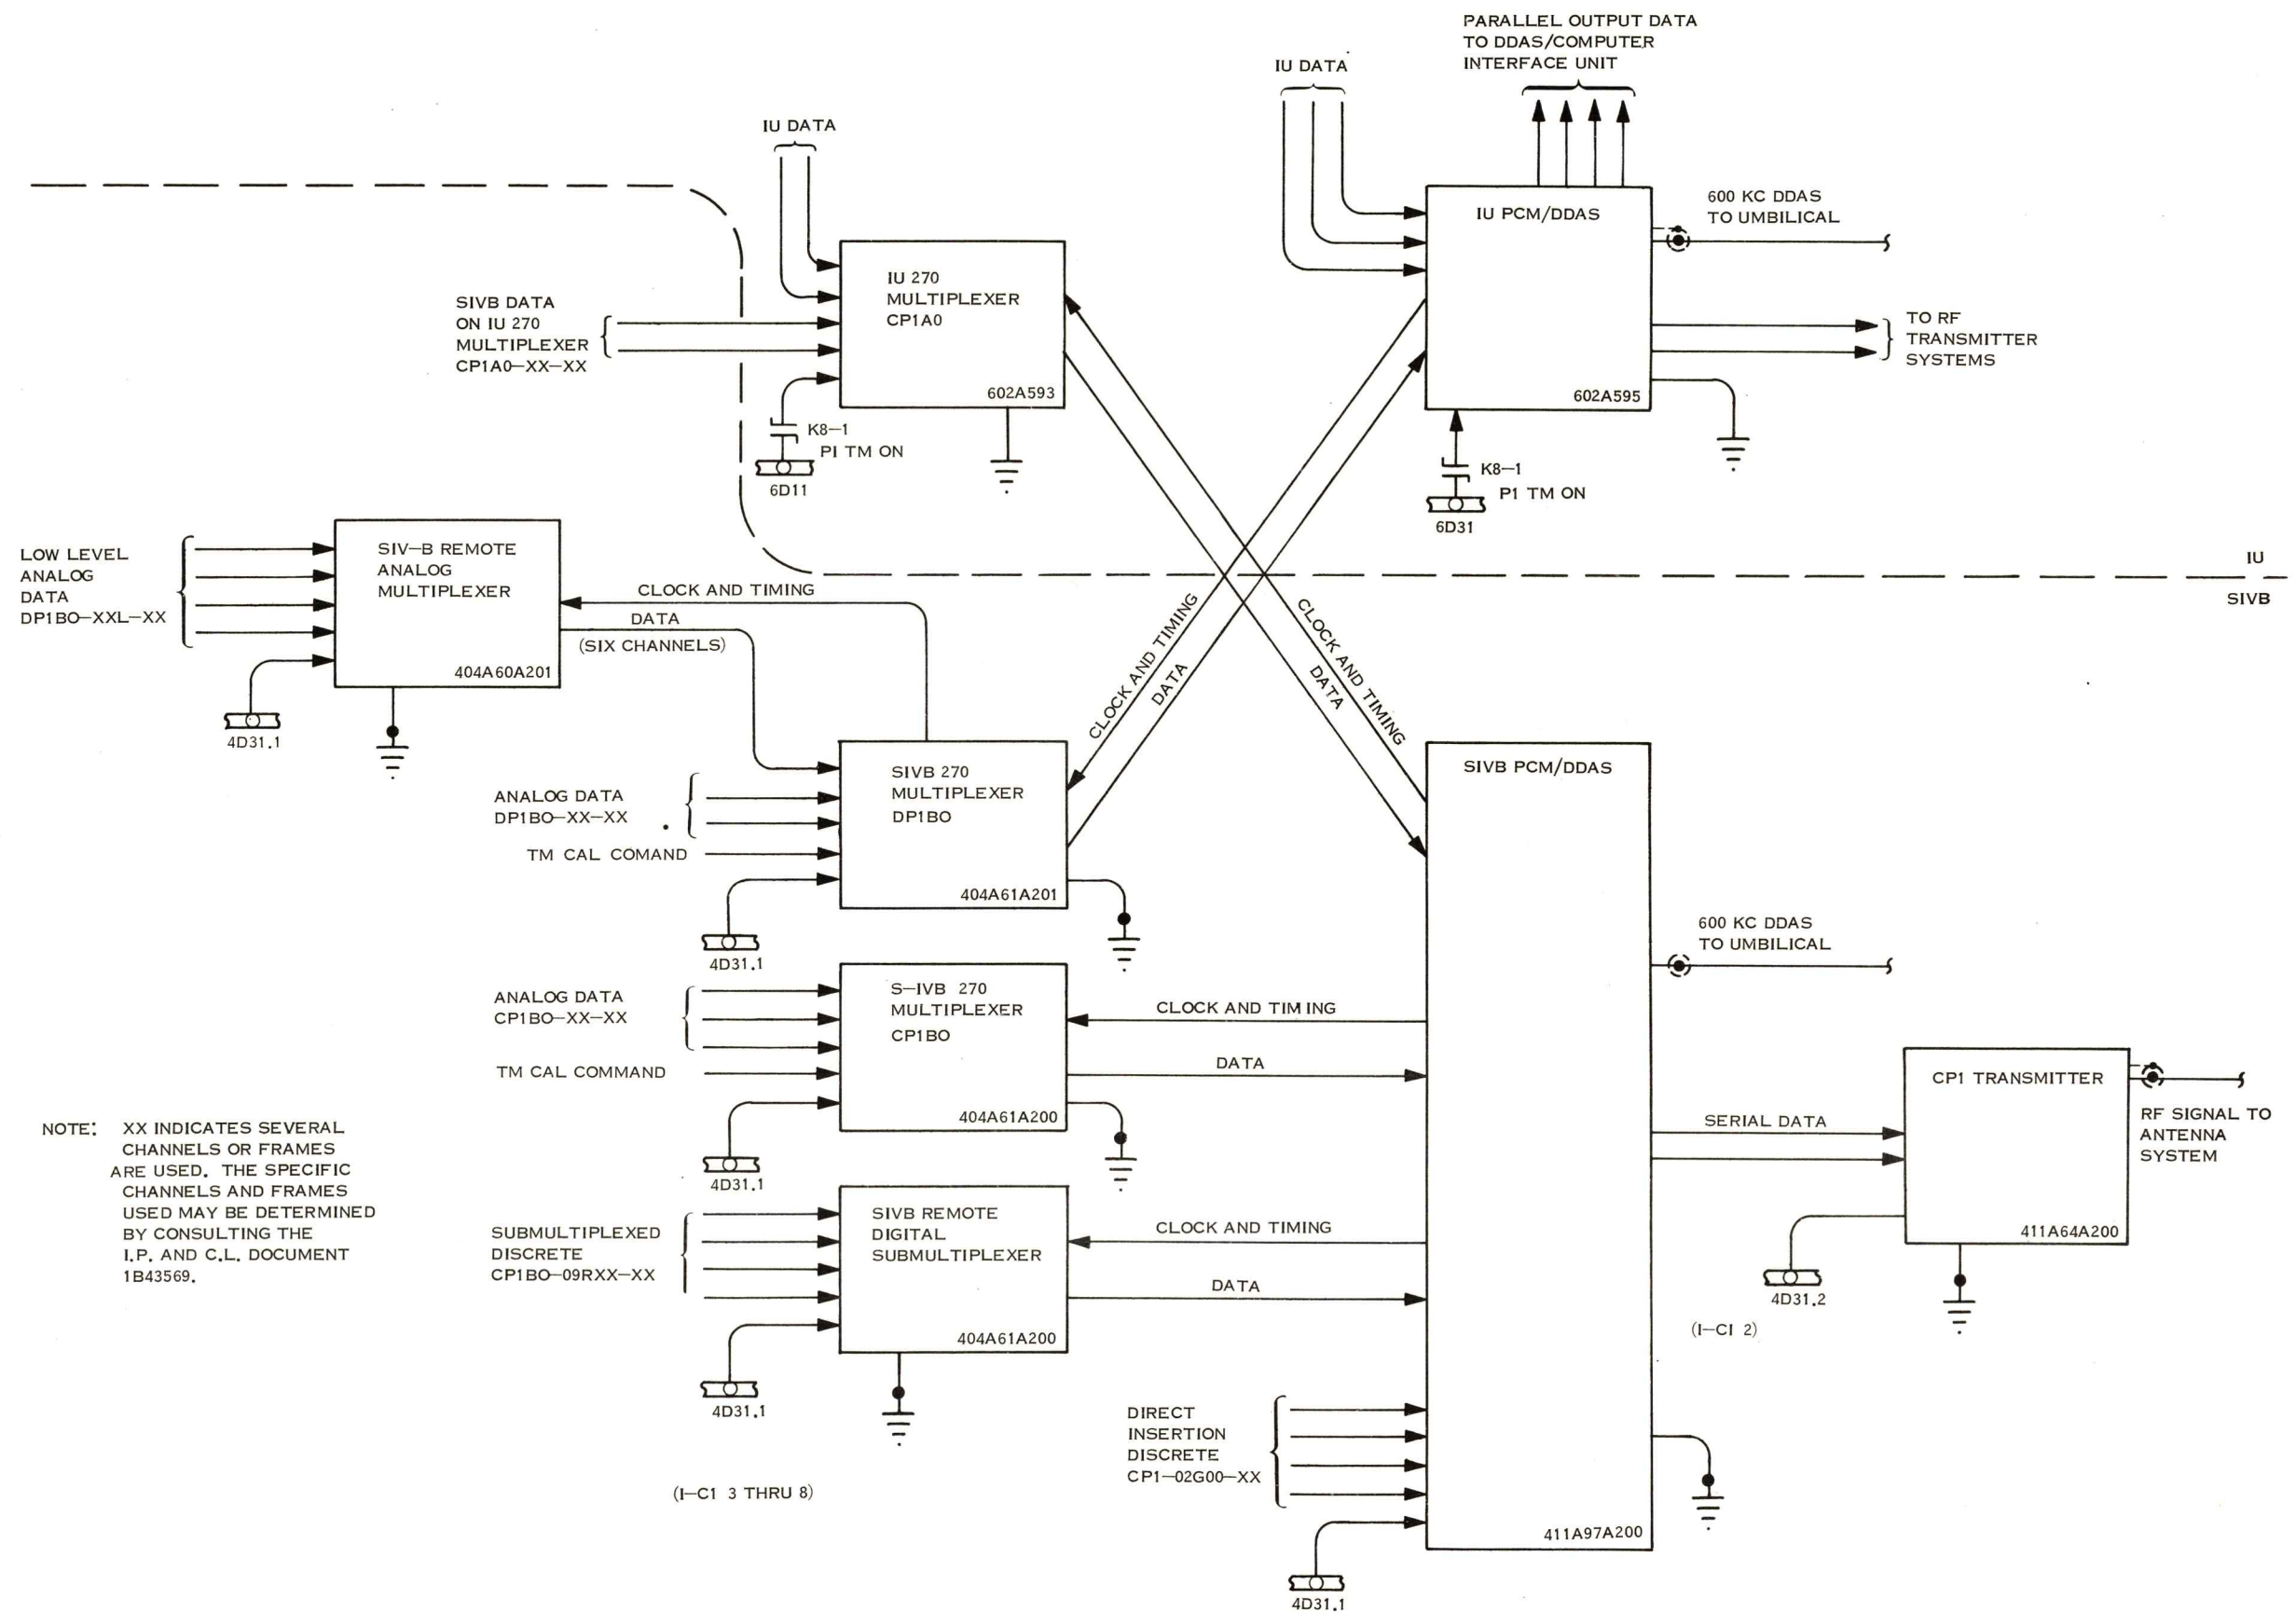 PARALLEL OUTPUT DATA
TO DDAS/COMPUTER
INTERFACE UNIT
IU DATA
IU DATA
IU PCM/DDAS
602A595
600 KC DDAS
TO UMBILICAL
TO RF
TRANSMITTER
SYSTEMS
K8-1
P1 TM ON
6D31
IU 270
MULTIPLEXER
CP1A0
602A593
SIVB DATA
ON IU 270
MULTIPLEXER
CP1A0-XX-XX
K8-1
PI TM ON
6D11
IU
SIVB
LOW LEVEL
ANALOG
DATA
DP1BO-XXL-XX
SIV-B REMOTE
ANALOG
MULTIPLEXER
404A60A201
4D31.1
CLOCK AND TIMING
DATA
(SIX CHANNELS)
CLOCK AND TIMING
DATA
CLOCK AND TIMING
DATA
ANALOG DATA
DP1BO-XX-XX
TM CAL COMAND
SIVB 270
MULTIPLEXER
DP1BO
404A61A201
4D31.1
SIVB PCM/DDAS
411A97A200
600 KC DDAS
TO UMBILICAL
ANALOG DATA
CP1BO-XX-XX
TM CAL COMMAND
S-IVB 270
MULTIPLEXER
CP1BO
404A61A200
4D31.1
CLOCK AND TIMING
DATA
CP1 TRANSMITTER
411A64A200
SERIAL DATA
RF SIGNAL TO
ANTENNA
SYSTEM
4D31.2
(I-CI 2)
NOTE: XX INDICATES SEVERAL
CHANNELS OR FRAMES
ARE USED. THE SPECIFIC
CHANNELS AND FRAMES
USED MAY BE DETERMINED
BY CONSULTING THE
I.P. AND C.L. DOCUMENT
1B43569.
SUBMULTIPLEXED
DISCRETE
CP1BO-09RXX-XX
SIVB REMOTE
DIGITAL
SUBMULTIPLEXER
404A61A200
4D31.1
CLOCK AND TIMING
DATA
DIRECT
INSERTION
DISCRETE
CP1-02G00-XX
4D31.1
(I-C1 3 THRU 8)